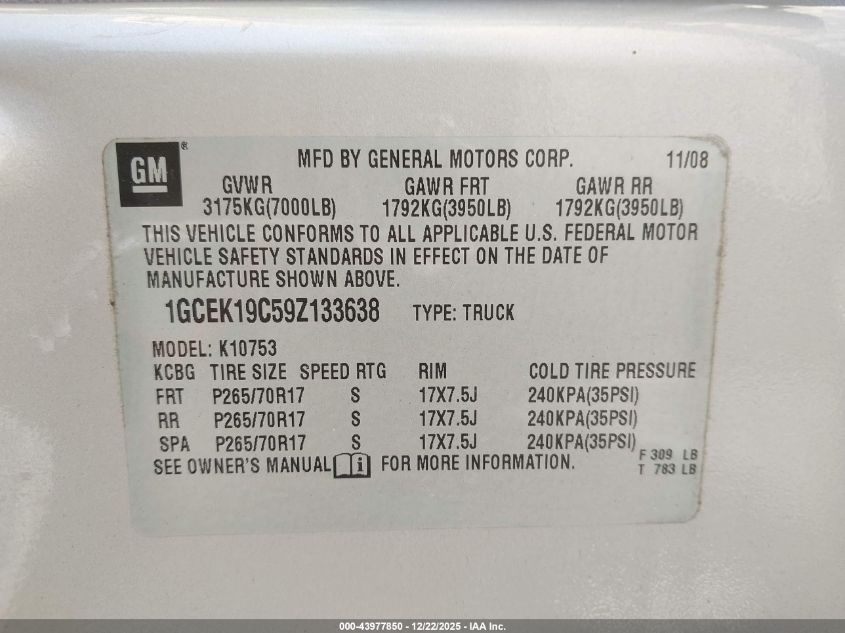 GM® MFD BY GENERAL MOTORS CORP. 11/08
GVWR GAWR FRT GAWR RR
3175KG(7000LB) 1792KG(3950LB) 1792KG(3950LB)
THIS VEHICLE CONFORMS TO ALL APPLICABLE U.S. FEDERAL MOTOR
VEHICLE SAFETY STANDARDS IN EFFECT ON THE DATE OF
MANUFACTURE SHOWN ABOVE.
1GCEK19C59Z133638 TYPE: TRUCK
MODEL: K10753
KCBG TIRE SIZE SPEED RTG RIM COLD TIRE PRESSURE
FRT P265/70R17 S 17X7.5J 240KPA(35PSI)
RR P265/70R17 S 17X7.5J 240KPA(35PSI)
SPA P265/70R17 S 17X7.5J 240KPA(35PSI)
SEE OWNER'S MANUAL i FOR MORE INFORMATION.
F 309 LB
T 783 LB
000-43977850 - 12/22/2025 - IAA Inc.